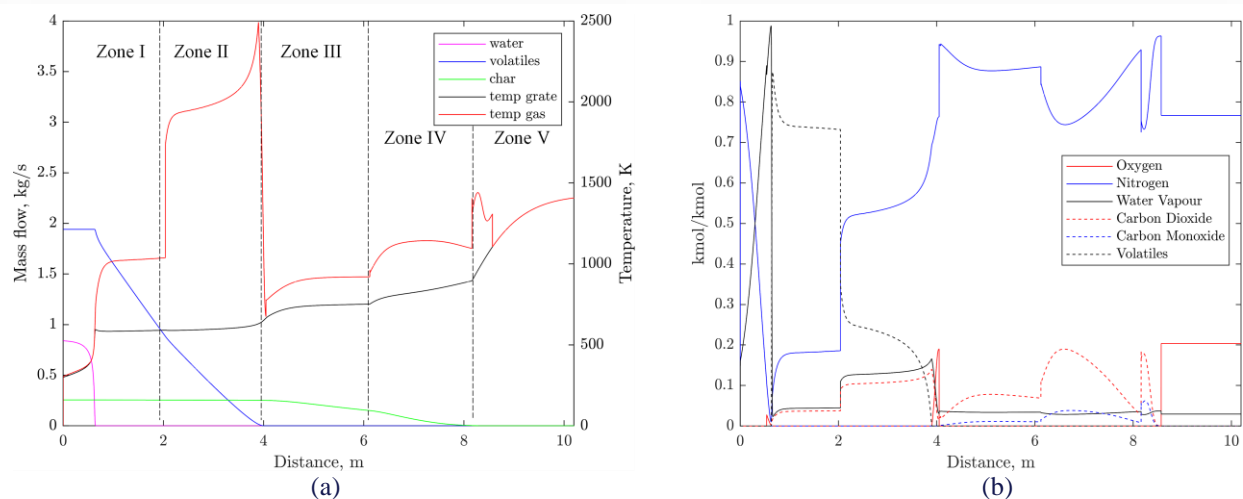 4
3.5
3
2.5
2
1.5
1
0.5
0
Mass flow, kg/s
Zone I
Zone II
Zone III
Zone IV
Zone V
water
volatiles
char
temp grate
temp gas
2500
2000
1500
1000
500
0
Temperature, K
0 2 4 6 8 10
Distance, m
(a)
1
0.9
0.8
0.7
0.6
0.5
0.4
0.3
0.2
0.1
0
kmol/kmol
Oxygen
Nitrogen
Water Vapour
Carbon Dioxide
Carbon Monoxide
Volatiles
0 2 4 6 8 10
Distance, m
(b)